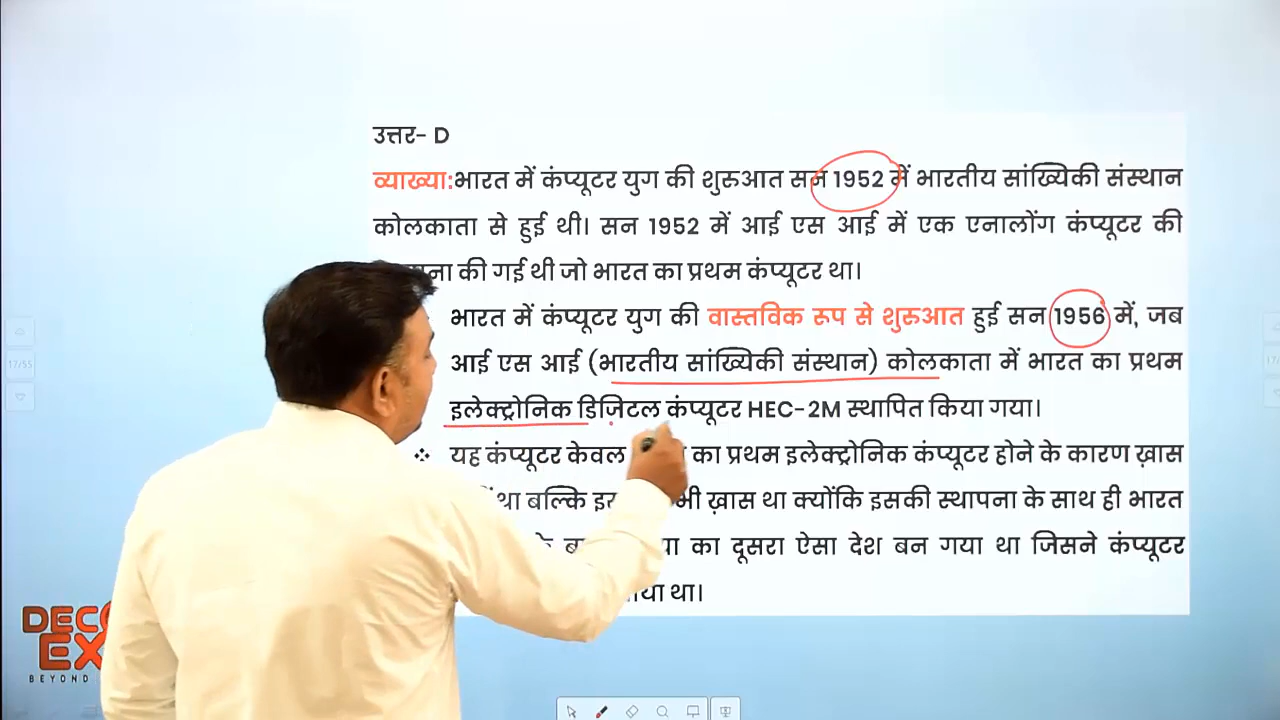 उत्तर- D
व्याख्या:भारत में कंप्यूटर युग की शुरुआत सन 1952 में भारतीय सांख्यिकी संस्थान
कोलकाता से हुई थी। सन 1952 में आई एस आई में एक एनालोंग कंप्यूटर की
की गई थी जो भारत का प्रथम कंप्यूटर था।
भारत में कंप्यूटर युग की वास्तविक रूप से शुरुआत हुई सन 1956 में, जब
आई एस आई (भारतीय सांख्यिकी संस्थान) कोलकाता में भारत का प्रथम
इलेक्ट्रोनिक डिजिटल कंप्यूटर HEC-2M स्थापित किया गया।
❖ यह कंप्यूटर केवल का प्रथम इलेक्ट्रोनिक कंप्यूटर होने के कारण ख़ास
था बल्कि भी ख़ास था क्योंकि इसकी स्थापना के साथ ही भारत
का दूसरा ऐसा देश बन गया था जिसने कंप्यूटर
था।
17/55
BEYOND